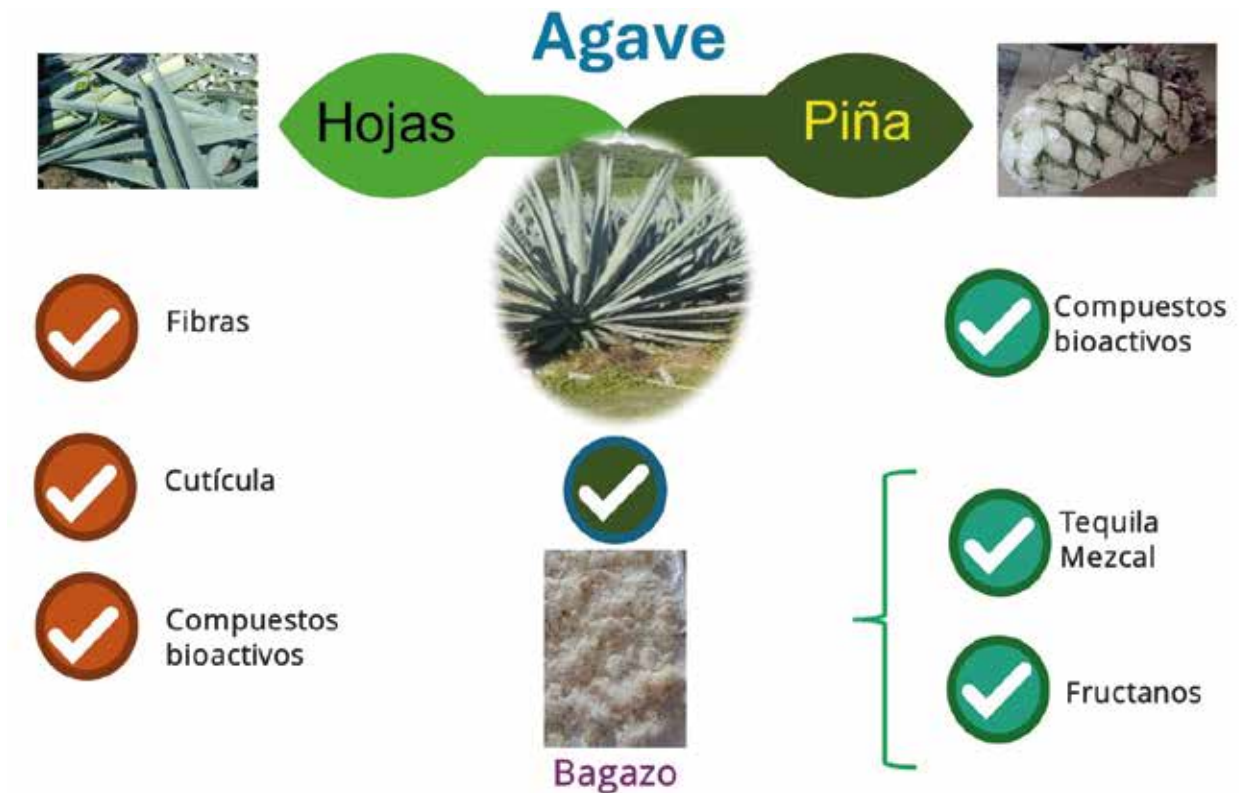 Agave
Hojas
Piña
Fibras
Cutícula
Compuestos
bioactivos
Bagazo
Compuestos
bioactivos
Tequila
Mezcal
Fructanos